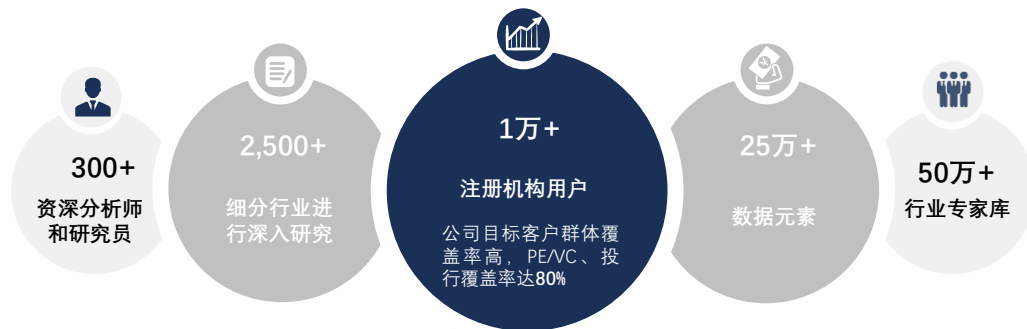 300+
资深分析师
和研究员
2,500+
细分行业进
行深入研究
1万+
注册机构用户
公司目标客户群体覆
盖率高，PE/VC、投
行覆盖率达80%
25万+
数据元素
50万+
行业专家库